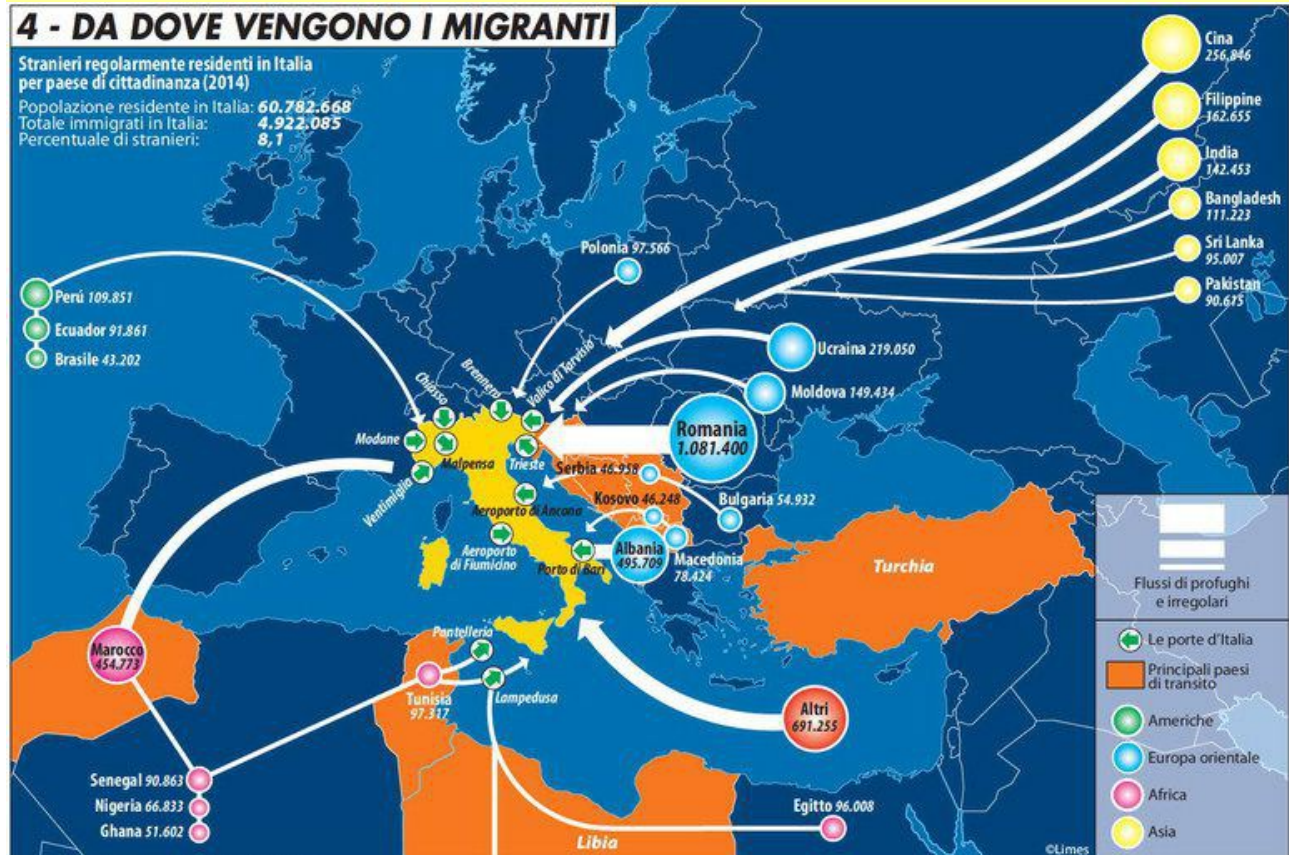 4 - DA DOVE VENGONO I MIGRANTI
Stranieri regolarmente residenti in Italia
per paese di cittadinanza (2014)
Popolazione residente in Italia: 60.782.668
Totale immigrati in Italia: 4.922.085
Percentuale di stranieri: 8,1
Cina
256.846
Filippine
162.655
India
142.453
Bangladesh
111.223
Sri Lanka
95.007
Pakistan
90.615
Polonia 97.566
Perú 109.851
Ecuador 91.861
Brasile 43.202
Ucraina 219.050
Moldova 149.434
Romania
1.081.400
Chiasso
Brennero
Valico di Tarvisio
Modane
Malpensa
Trieste
Ventimiglia
Serbia 46.958
Kosovo 46.248
Bulgaria 54.932
Aeroporto di Ancona
Aeroporto
di Fiumicino
Porto di Bari
Albania
495.709
Macedonia
78.424
Turchia
Marocco
454.773
Pantelleria
Lampedusa
Tunisia
97.317
Altri
691.255
Senegal 90.863
Nigeria 66.833
Ghana 51.602
Egitto 96.008
Libia
Flussi di profughi
e irregolari
Le porte d'Italia
Principali paesi
di transito
Americhe
Europa orientale
Africa
Asia
©Limes